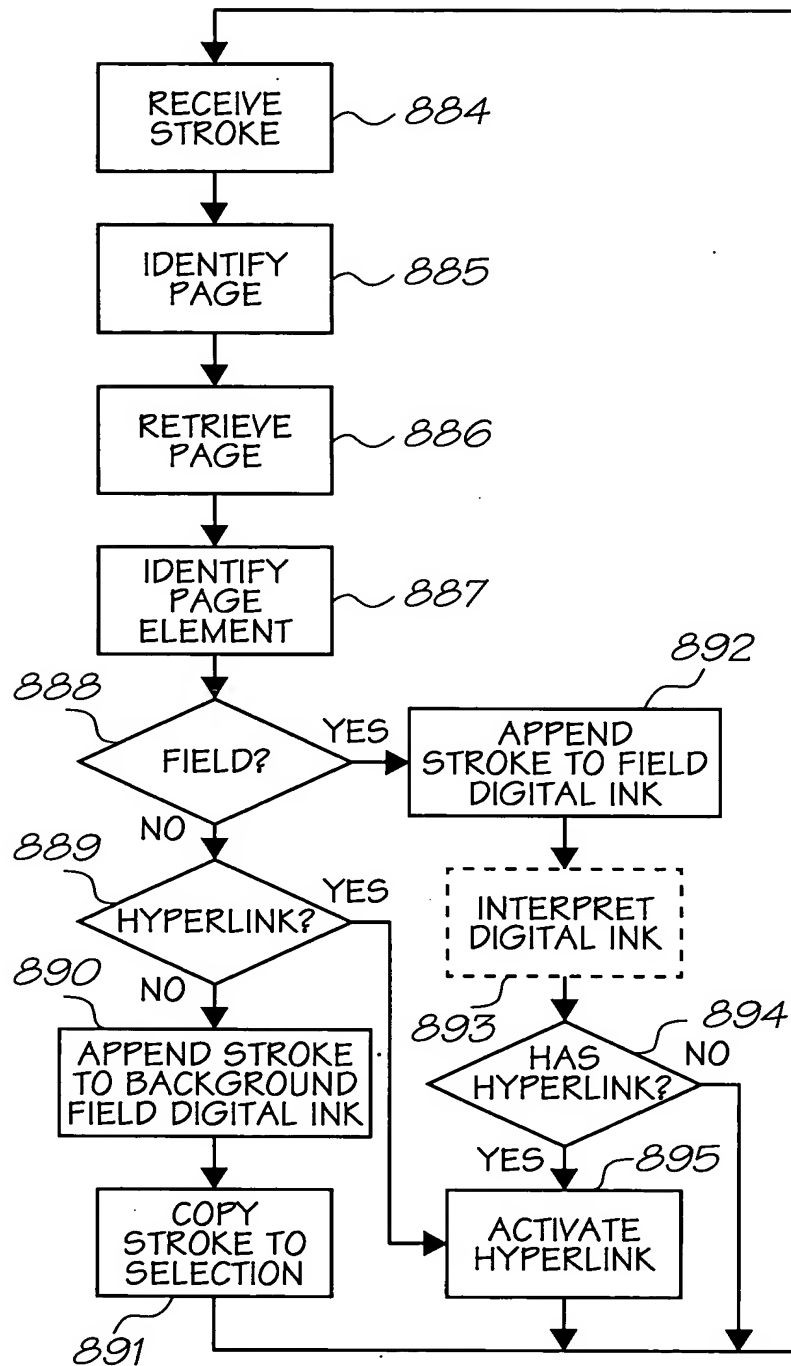 RECEIVE
STROKE
884
IDENTIFY
PAGE
885
RETRIEVE
PAGE
886
IDENTIFY
PAGE
ELEMENT
887
888
FIELD?
YES
NO
892
APPEND
STROKE TO FIELD
DIGITAL INK
889
HYPERLINK?
YES
NO
INTERPRET
DIGITAL INK
893
890
APPEND STROKE
TO BACKGROUND
FIELD DIGITAL INK
894
HAS
HYPERLINK?
NO
YES
COPY
STROKE TO
SELECTION
891
895
ACTIVATE
HYPERLINK